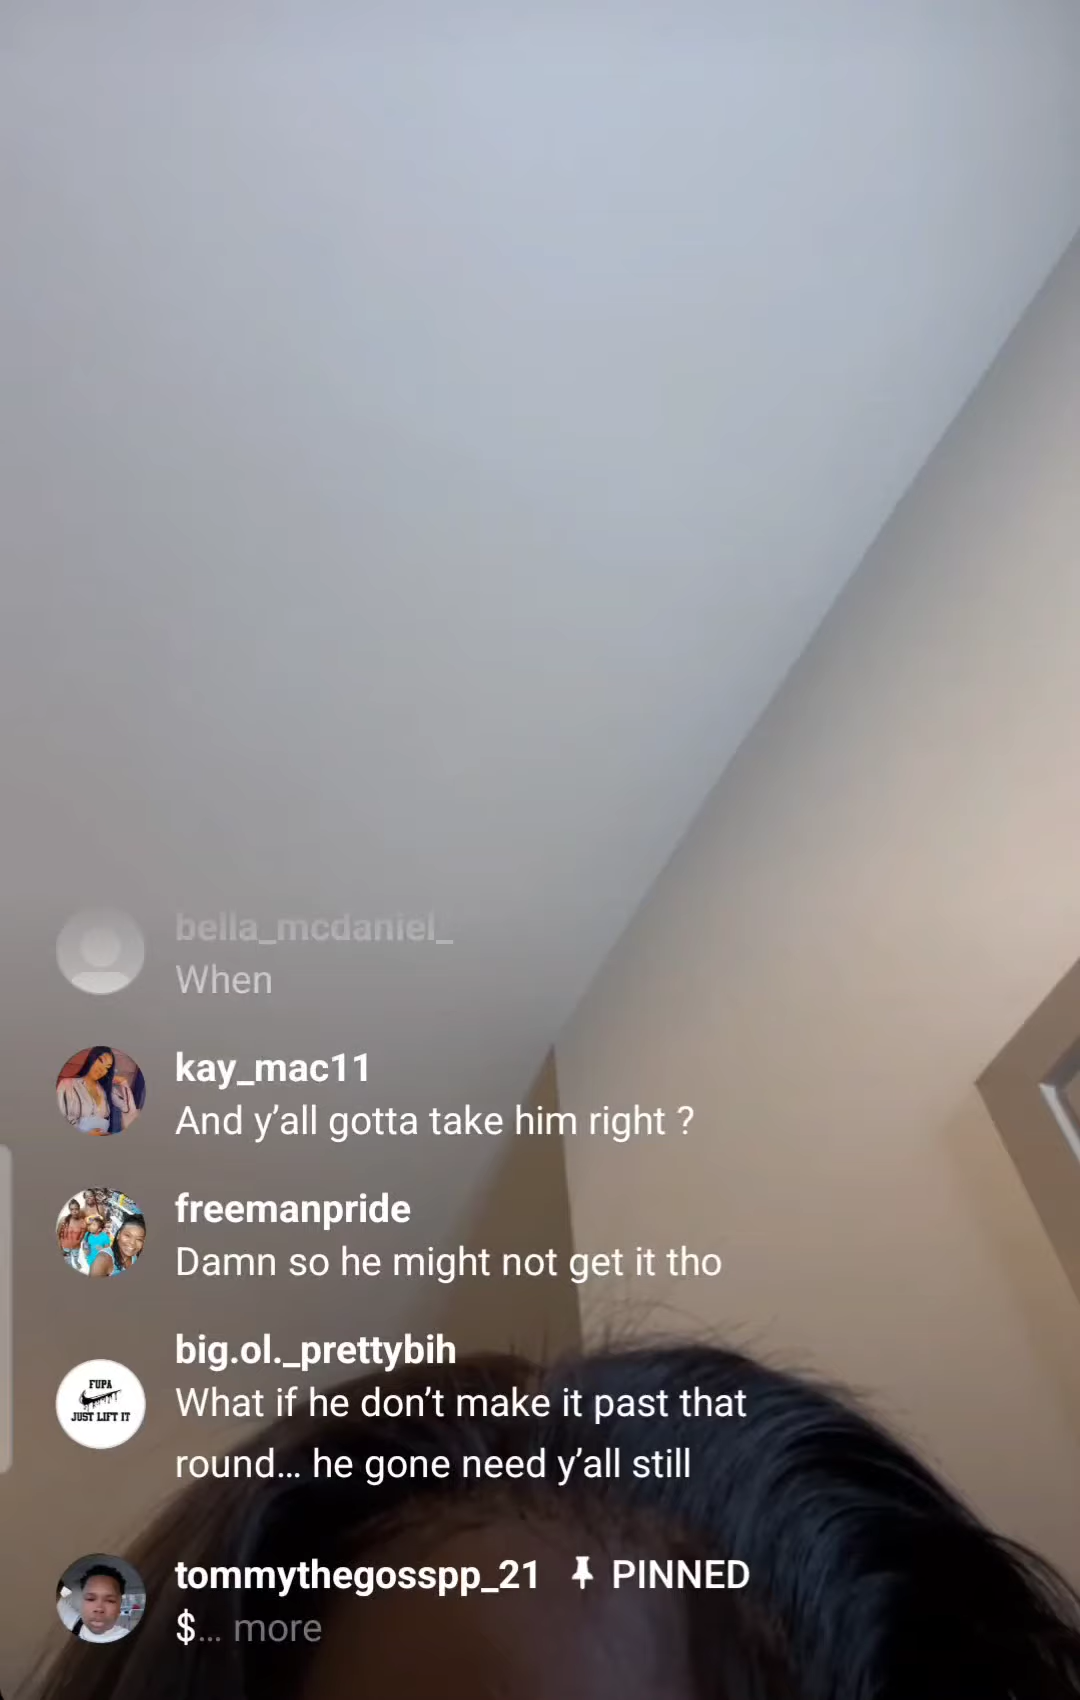 bella_mcdaniel_
When
kay_mac11
And y’all gotta take him right ?
freemanpride
Damn so he might not get it tho
big.ol._prettybih
FUPA
JUST LIFT IT
What if he don’t make it past that
round... he gone need y’all still
tommythegosspp_21 PINNED
$... more